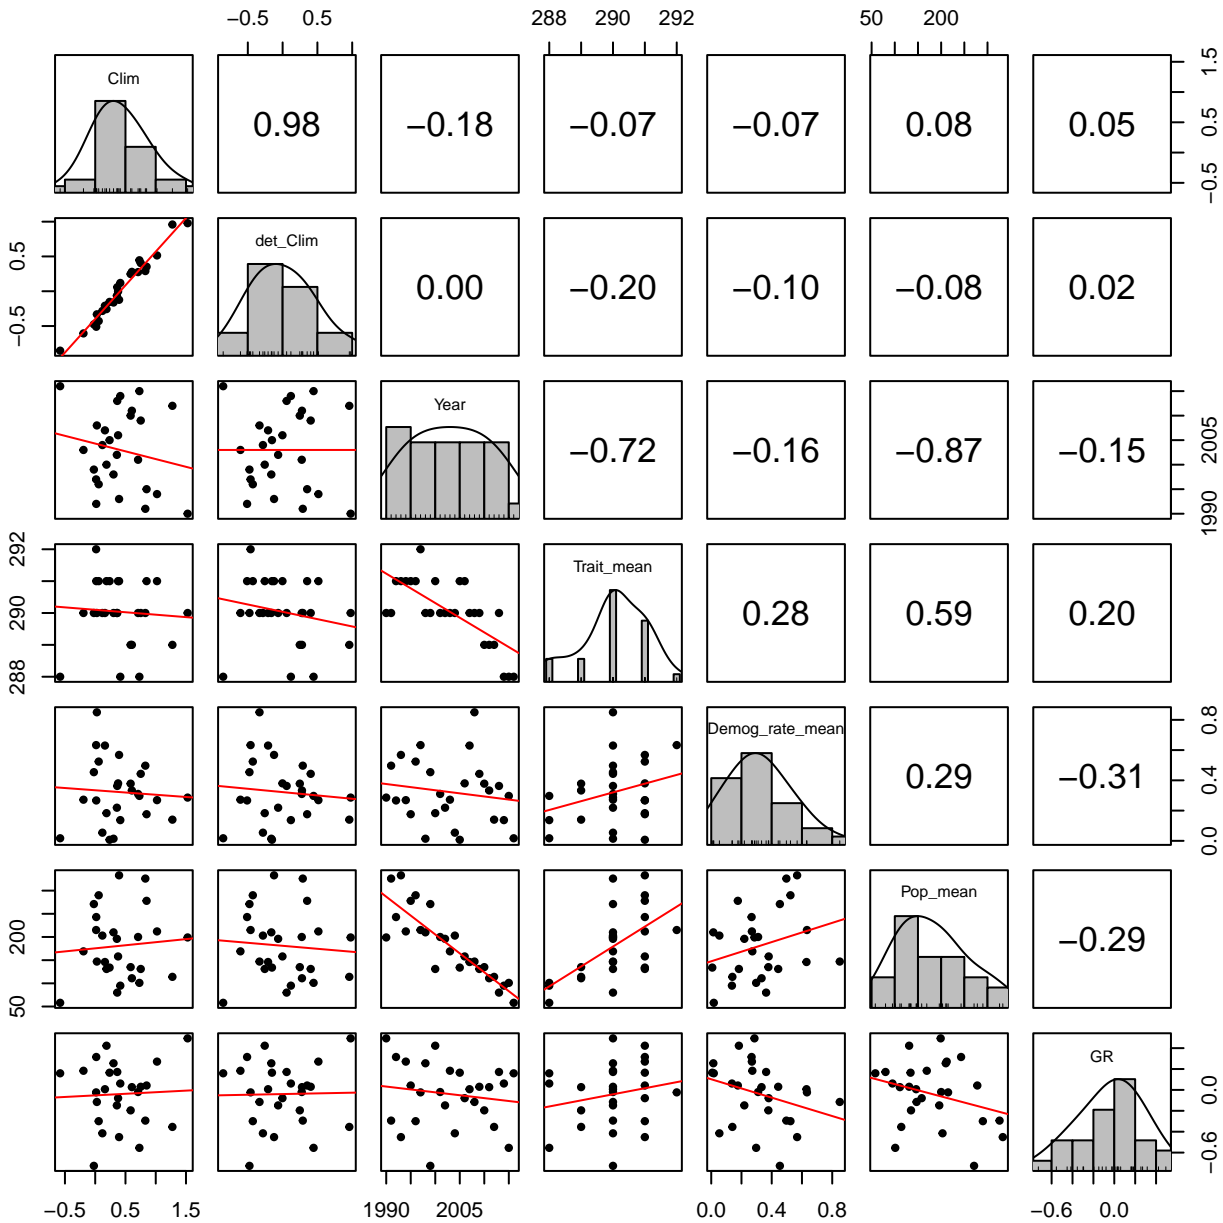 −0.5 0.5 288 290 292 50 200
Clim 0.98 −0.18 −0.07 −0.07 0.08 0.05 −0.5 0.5 1.5
−0.5 0.5 det_Clim 0.00 −0.20 −0.10 −0.08 0.02
Year −0.72 −0.16 −0.87 −0.15 1990 2005
288 290 292 Trait_mean 0.28 0.59 0.20
Demog_rate_mean 0.29 −0.31 0.0 0.4 0.8
50 200 Pop_mean −0.29
GR −0.6 0.0
−0.5 0.5 1.5 1990 2005 0.0 0.4 0.8 −0.6 0.0